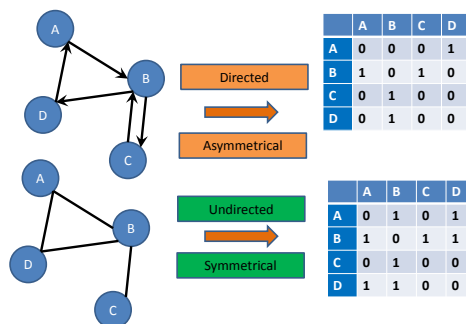 A
B
D
C
Directed
Asymmetrical
A B C D
A 0 0 0 1
B 1 0 1 0
C 0 1 0 0
D 0 1 0 0
A
B
D
C
Undirected
Symmetrical
A B C D
A 0 1 0 1
B 1 0 1 1
C 0 1 0 0
D 1 1 0 0